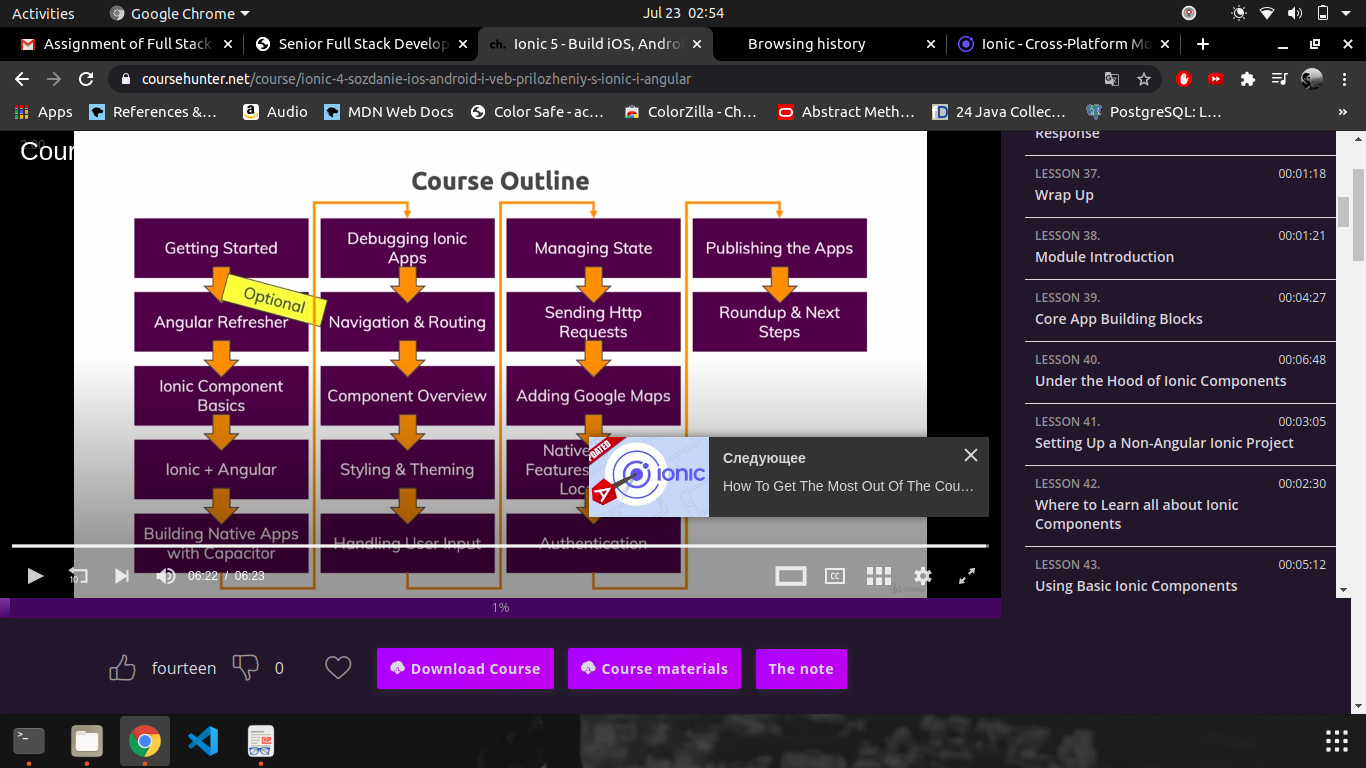 Activities
Google Chrome
Jul 23 02:54
Assignment of Full Stack
Senior Full Stack Develop
ch.
Ionic 5 - Build iOS, Androi
Browsing history
Ionic - Cross-Platform Mo
coursehunter.net/course/ionic-4-sozdanie-ios-android-i-veb-prilozheniy-s-ionic-i-angular
Apps
References &...
Audio
MDN Web Docs
Color Safe - ac...
ColorZilla - Ch...
Abstract Meth...
24 Java Collec...
PostgreSQL: L...
»
Cour
Course Outline
Getting Started
Optional
Angular Refresher
Ionic Component
Basics
Ionic + Angular
Building Native Apps
with Capacitor
Debugging Ionic
Apps
Navigation & Routing
Component Overview
Styling & Theming
Handling User Input
Managing State
Sending Http
Requests
Adding Google Maps
Native
Features
Loc
Authentication
Publishing the Apps
Roundup & Next
Steps
UPDATED
A
ionic
Следующее
How To Get The Most Out Of The Cou...
10
06:22 / 06:23
CC
1%
fourteen
0
Download Course
Course materials
The note
Response
LESSON 37.
00:01:18
Wrap Up
LESSON 38.
00:01:21
Module Introduction
LESSON 39.
00:04:27
Core App Building Blocks
LESSON 40.
00:06:48
Under the Hood of Ionic Components
LESSON 41.
00:03:05
Setting Up a Non-Angular Ionic Project
LESSON 42.
00:02:30
Where to Learn all about Ionic
Components
LESSON 43.
00:05:12
Using Basic Ionic Components